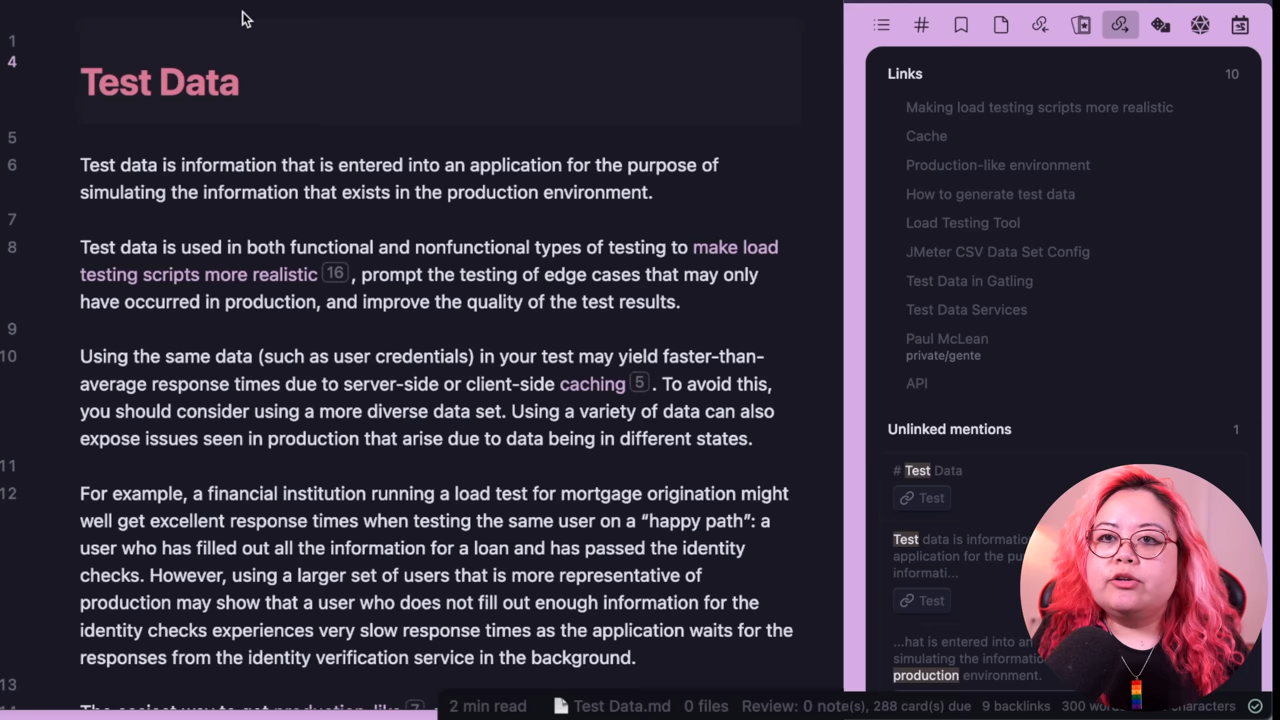 1
4
Test Data
5
6
Test data is information that is entered into an application for the purpose of
simulating the information that exists in the production environment.
7
8
Test data is used in both functional and nonfunctional types of testing to make load
testing scripts more realistic 16 , prompt the testing of edge cases that may only
have occurred in production, and improve the quality of the test results.
9
10
Using the same data (such as user credentials) in your test may yield faster-than-
average response times due to server-side or client-side caching 5 . To avoid this,
you should consider using a more diverse data set. Using a variety of data can also
expose issues seen in production that arise due to data being in different states.
11
12
For example, a financial institution running a load test for mortgage origination might
well get excellent response times when testing the same user on a “happy path”: a
user who has filled out all the information for a loan and has passed the identity
checks. However, using a larger set of users that is more representative of
production may show that a user who does not fill out enough information for the
identity checks experiences very slow response times as the application waits for the
responses from the identity verification service in the background.
13
The easiest way to get production-like 7
Links 10
Making load testing scripts more realistic
Cache
Production-like environment
How to generate test data
Load Testing Tool
JMeter CSV Data Set Config
Test Data in Gatling
Test Data Services
Paul McLean
private/gente
API
Unlinked mentions 1
# Test Data
Test
Test data is informati
application for the pu
informati...
Test
...hat is entered into an
simulating the informatio
production environment.
2 min read Test Data.md 0 files Review: 0 note(s), 288 card(s) due 9 backlinks 300 characters